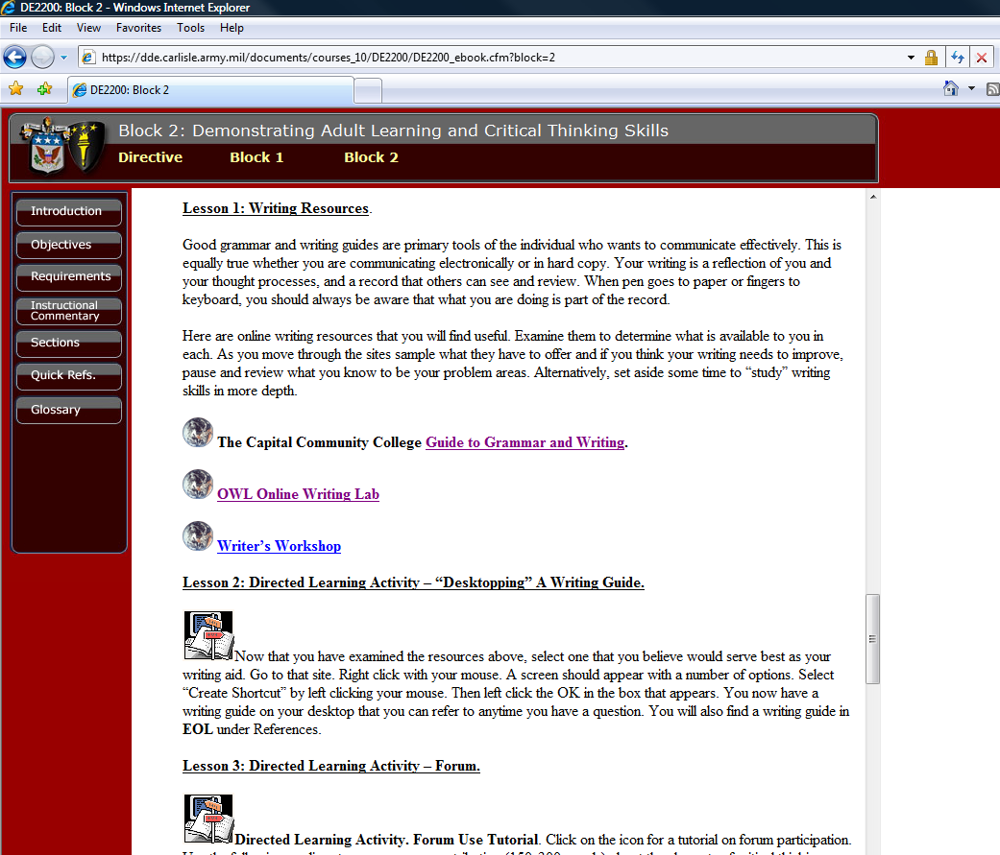 DE2200: Block 2 - Windows Internet Explorer
File Edit View Favorites Tools Help
https://dde.carlisle.army.mil/documents/courses_10/DE2200/DE2200_ebook.cfm?block=2
DE2200: Block 2
Block 2: Demonstrating Adult Learning and Critical Thinking Skills
Directive Block 1 Block 2
Introduction
Objectives
Requirements
Instructional
Commentary
Sections
Quick Refs.
Glossary
Lesson 1: Writing Resources.
Good grammar and writing guides are primary tools of the individual who wants to communicate effectively. This is
equally true whether you are communicating electronically or in hard copy. Your writing is a reflection of you and
your thought processes, and a record that others can see and review. When pen goes to paper or fingers to
keyboard, you should always be aware that what you are doing is part of the record.
Here are online writing resources that you will find useful. Examine them to determine what is available to you in
each. As you move through the sites sample what they have to offer and if you think your writing needs to improve,
pause and review what you know to be your problem areas. Alternatively, set aside some time to “study” writing
skills in more depth.
The Capital Community College Guide to Grammar and Writing.
OWL Online Writing Lab
Writer’s Workshop
Lesson 2: Directed Learning Activity – “Desktopping” A Writing Guide.
Now that you have examined the resources above, select one that you believe would serve best as your
writing aid. Go to that site. Right click with your mouse. A screen should appear with a number of options. Select
“Create Shortcut” by left clicking your mouse. Then left click the OK in the box that appears. You now have a
writing guide on your desktop that you can refer to anytime you have a question. You will also find a writing guide in
EOL under References.
Lesson 3: Directed Learning Activity – Forum.
Directed Learning Activity. Forum Use Tutorial. Click on the icon for a tutorial on forum participation.